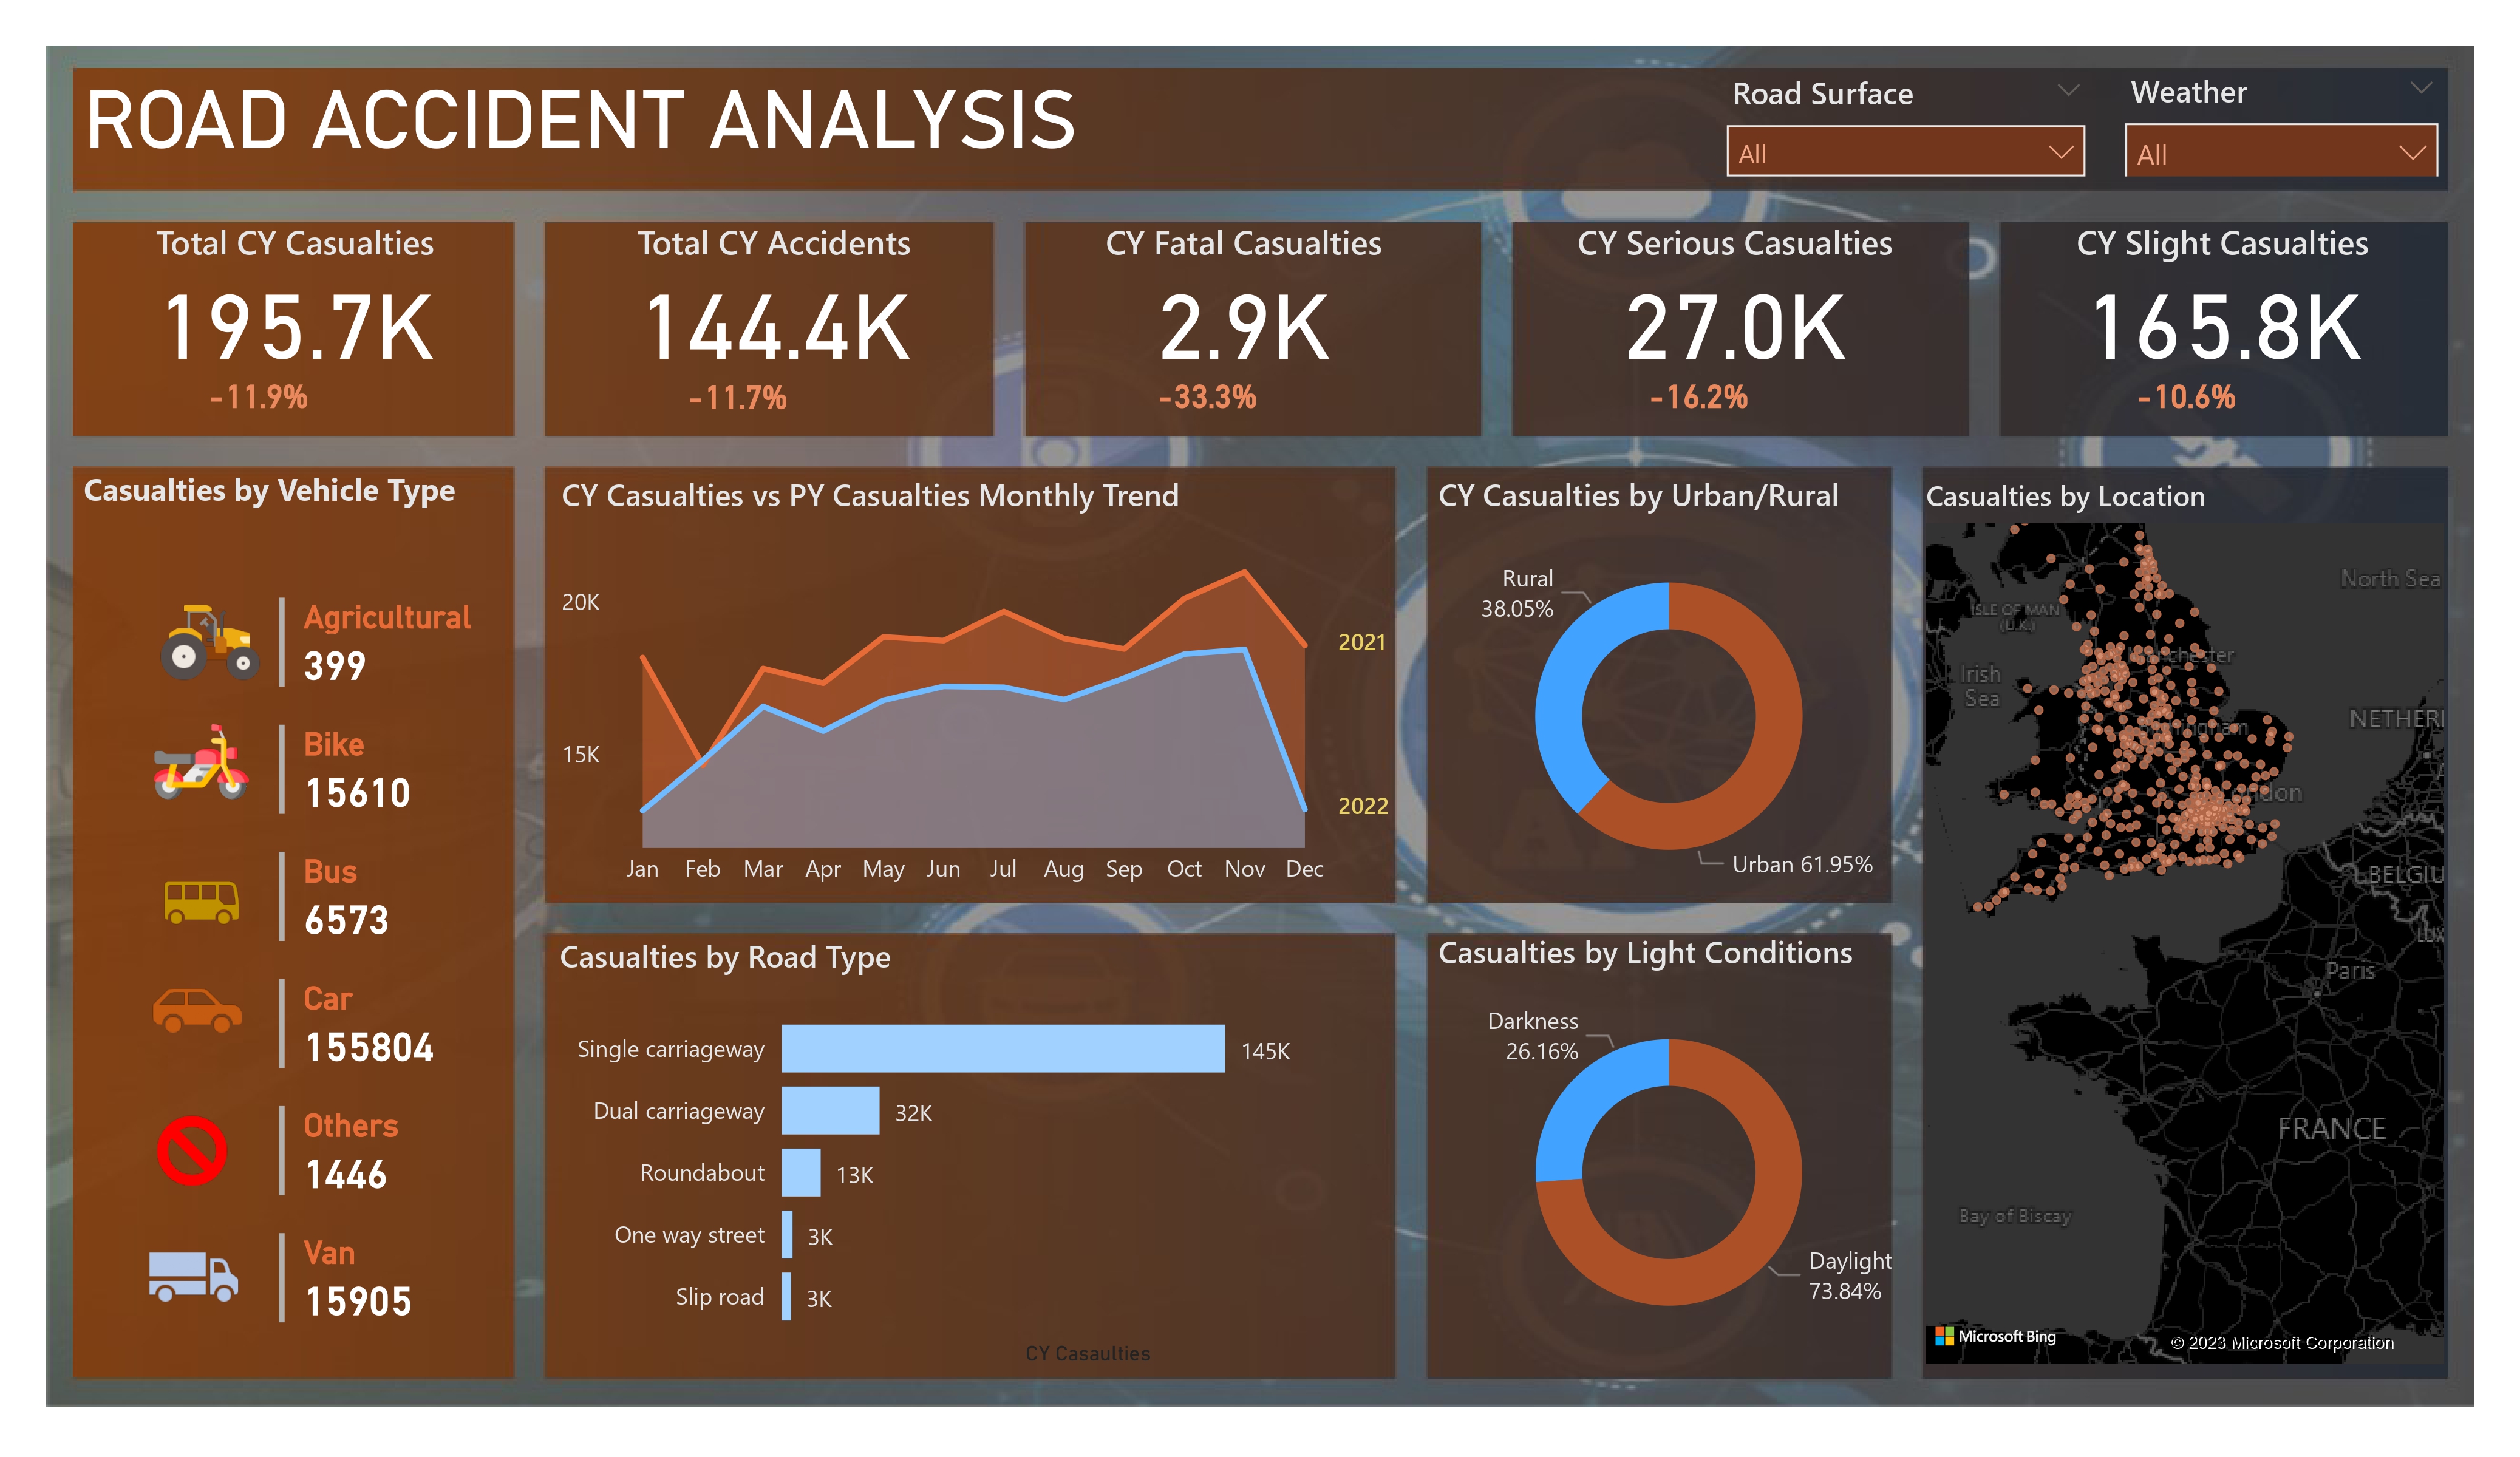 ROAD ACCIDENT ANALYSIS
Road Surface
All
Weather
All
Total CY Casualties
195.7K
-11.9%
Total CY Accidents
144.4K
-11.7%
CY Fatal Casualties
2.9K
-33.3%
CY Serious Casualties
27.0K
-16.2%
CY Slight Casualties
165.8K
-10.6%
Casualties by Vehicle Type
Agricultural
399
Bike
15610
Bus
6573
Car
155804
Others
1446
Van
15905
CY Casualties vs PY Casualties Monthly Trend
20K
15K
2021
2022
Jan Feb Mar Apr May Jun Jul Aug Sep Oct Nov Dec
Casualties by Road Type
Single carriageway 145K
Dual carriageway 32K
Roundabout 13K
One way street 3K
Slip road 3K
CY Casaulties
CY Casualties by Urban/Rural
Rural
38.05%
Urban 61.95%
Casualties by Light Conditions
Darkness
26.16%
Daylight
73.84%
Casualties by Location
North Sea
ISLE OF MAN
(U.K.)
Irish
Sea
NETHERL
BELGIU
LUX
Paris
FRANCE
Bay of Biscay
Microsoft Bing
© 2023 Microsoft Corporation